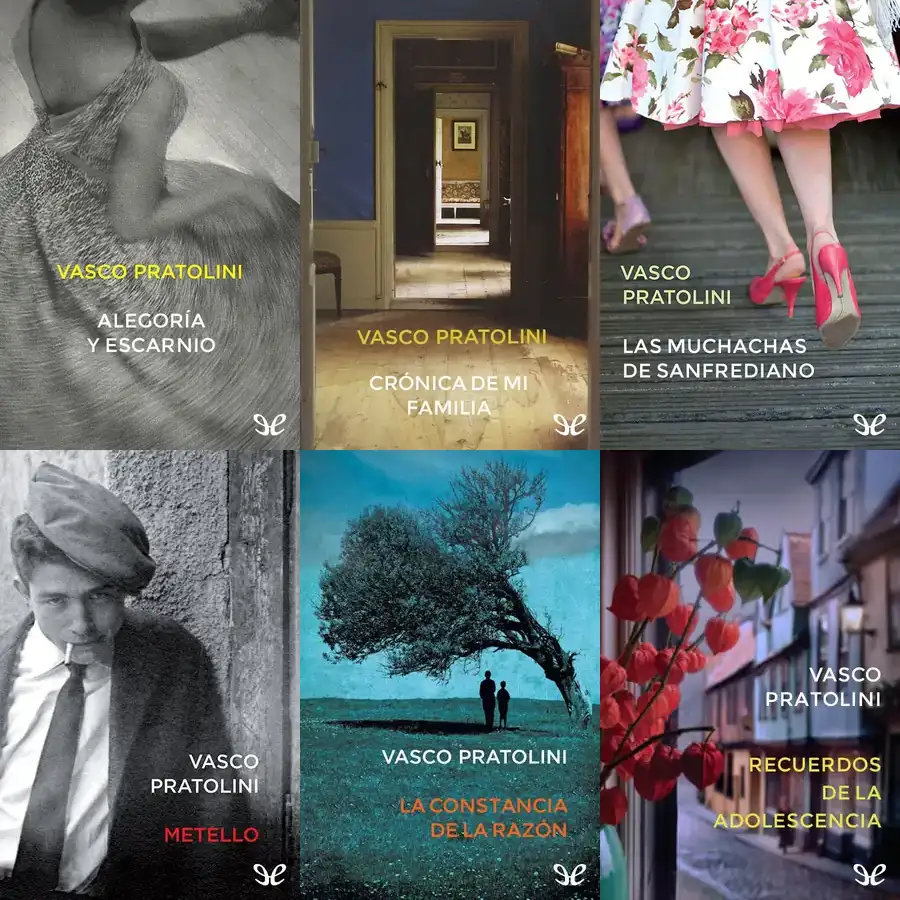 VASCO PRATOLINI
ALEGORÍA
Y ESCARNIO
VASCO PRATOLINI
CRÓNICA DE MI
FAMILIA
VASCO
PRATOLINI
LAS MUCHACHAS
DE SANFREDIANO
VASCO
PRATOLINI
METELLO
VASCO PRATOLINI
LA CONSTANCIA
DE LA RAZÓN
VASCO
PRATOLINI
RECUERDOS
DE LA
ADOLESCENCIA